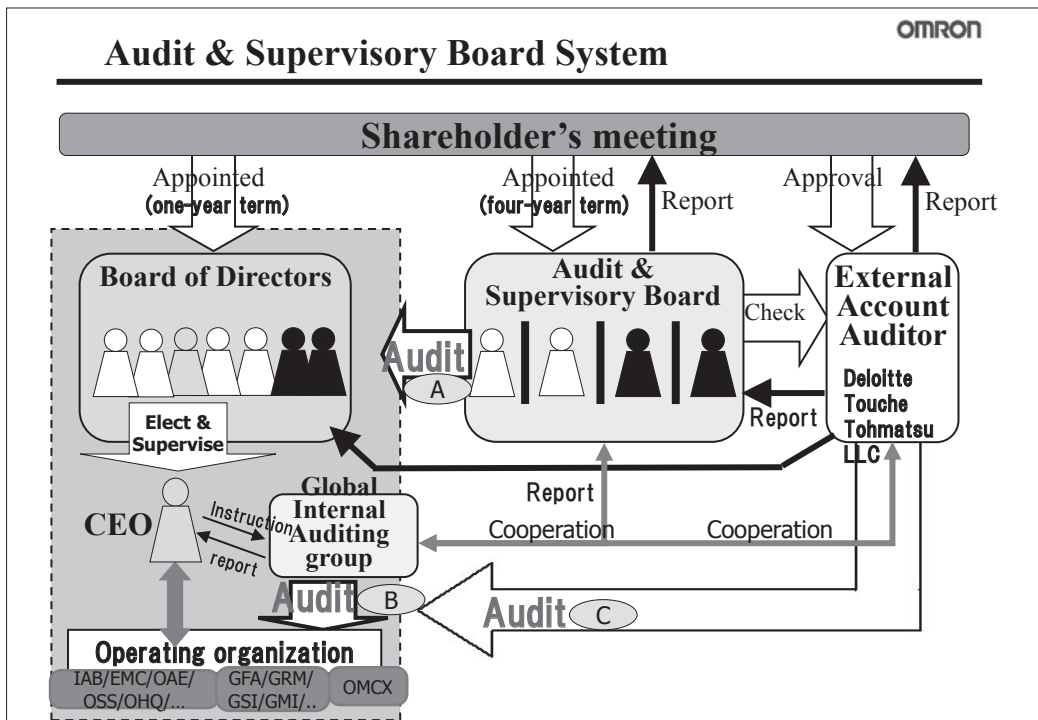 OMRON
Audit & Supervisory Board System
Shareholder's meeting
Appointed
(one-year term)
Appointed
(four-year term)
Report
Approval
Report
Board of Directors
Audit &
Supervisory Board
External
Account
Auditor
Check
Audit
A
Deloitte
Touche
Tohmatsu
LLC
Report
Elect &
Supervise
CEO
Instruction
report
Global
Internal
Auditing
group
Report
Cooperation
Cooperation
Audit
B
Audit
C
Operating organization
IAB/EMC/OAE/
OSS/OHQ/...
GFA/GRM/
GSI/GMI/..
OMCX